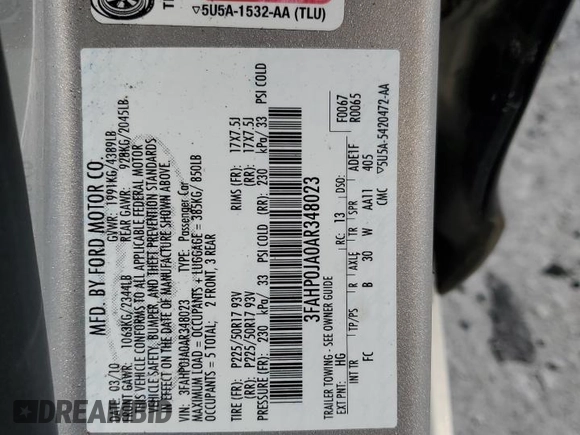 ▽5U5A-1532-AA (TLU)
MFD. BY FORD MOTOR CO.
03/10 GVWR: 1991KG/4389LB
FRONT GAWR: 1063KG/2344LB REAR GAWR: 928KG/2045LB
THIS VEHICLE CONFORMS TO ALL APPLICABLE FEDERAL MOTOR
VEHICLE SAFETY, BUMPER, AND THEFT PREVENTION STANDARDS
IN EFFECT ON THE DATE OF MANUFACTURE SHOWN ABOVE.
VIN: 3FAHP0JA0AR348023 TYPE: Passenger Car
MAXIMUM LOAD = OCCUPANTS + LUGGAGE = 385KG/ 850LB
OCCUPANTS = 5 TOTAL: 2 FRONT, 3 REAR
TIRE (FR): P225/50R17 93V RIMS (FR): 17X7.5J
(RR): P225/50R17 93V (RR): 17X7.5J
PRESSURE (FR): 230 kPa/ 33 PSI COLD (RR): 230 kPa/ 33 PSI COLD
3FAHP0JA0AR348023
TRAILER TOWING - SEE OWNER GUIDE
F0067
R0065
EXT PNT: HG RC: 13 DSO: ADE1F
INT TR TP/PS R AXLE TR SPR 405
FC B 30 W AA11
CMC ▽5U5A-5420472-AA
DREAMBID